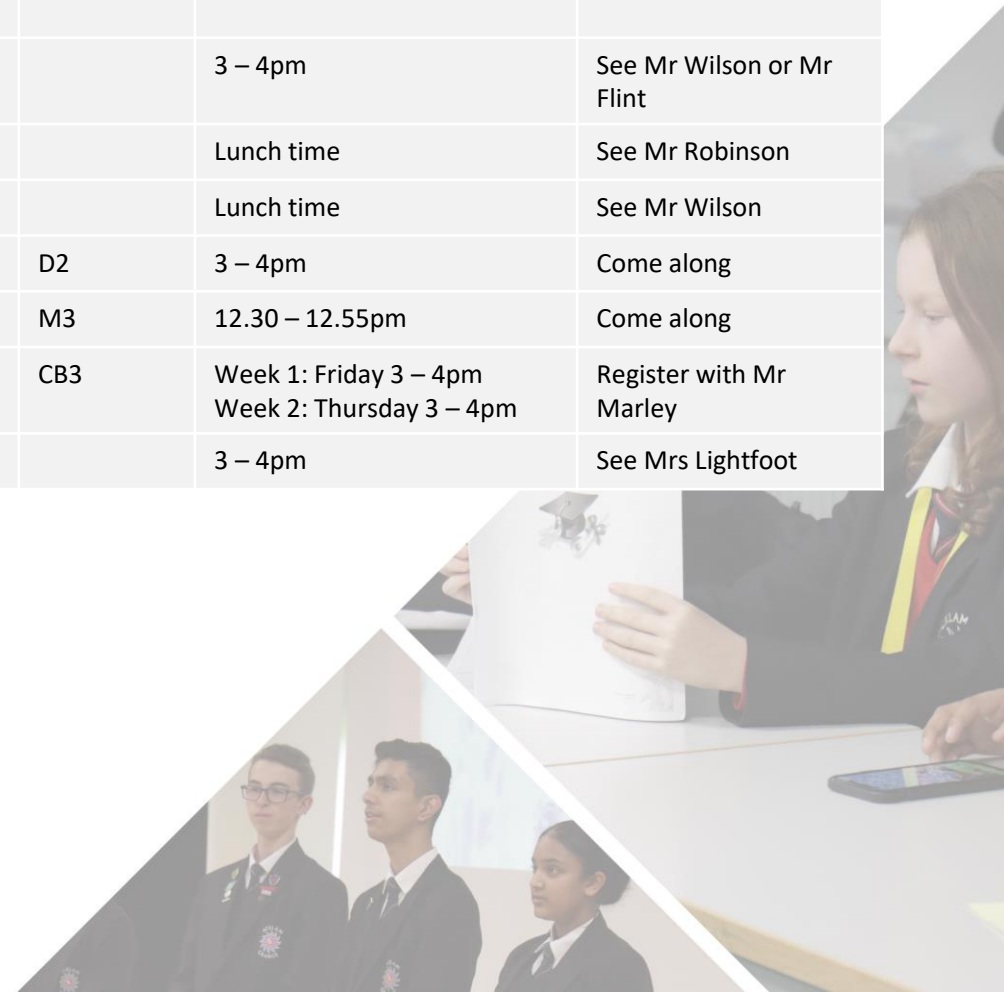 3 – 4pm See Mr Wilson or Mr
Flint
Lunch time See Mr Robinson
Lunch time See Mr Wilson
D2 3 – 4pm Come along
M3 12.30 – 12.55pm Come along
CB3 Week 1: Friday 3 – 4pm Register with Mr
Week 2: Thursday 3 – 4pm Marley
3 – 4pm See Mrs Lightfoot